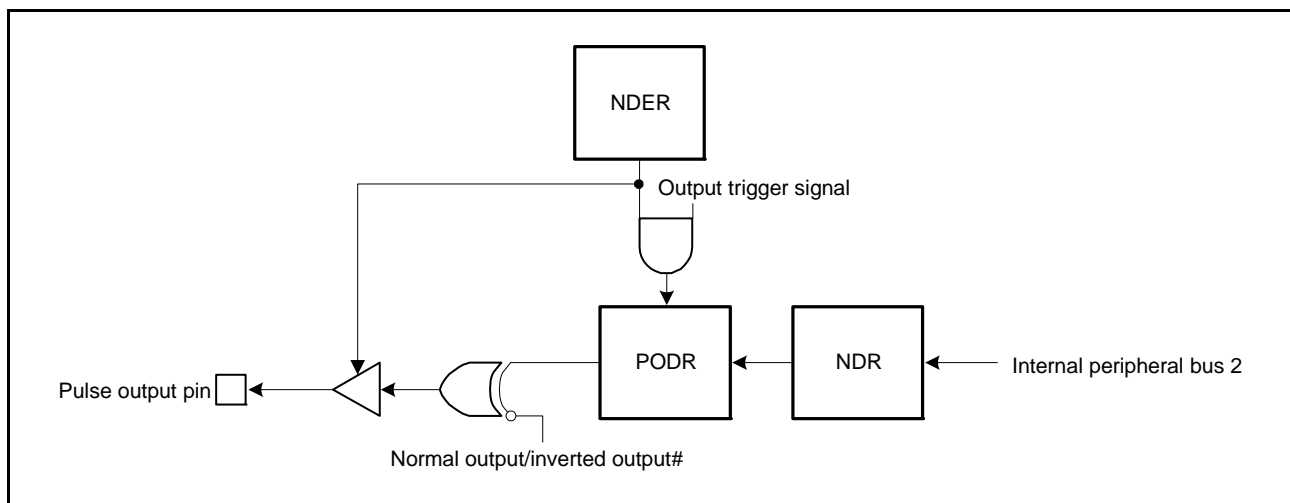 NDER
Output trigger signal
PODR
NDR
Internal peripheral bus 2
Pulse output pin
Normal output/inverted output#